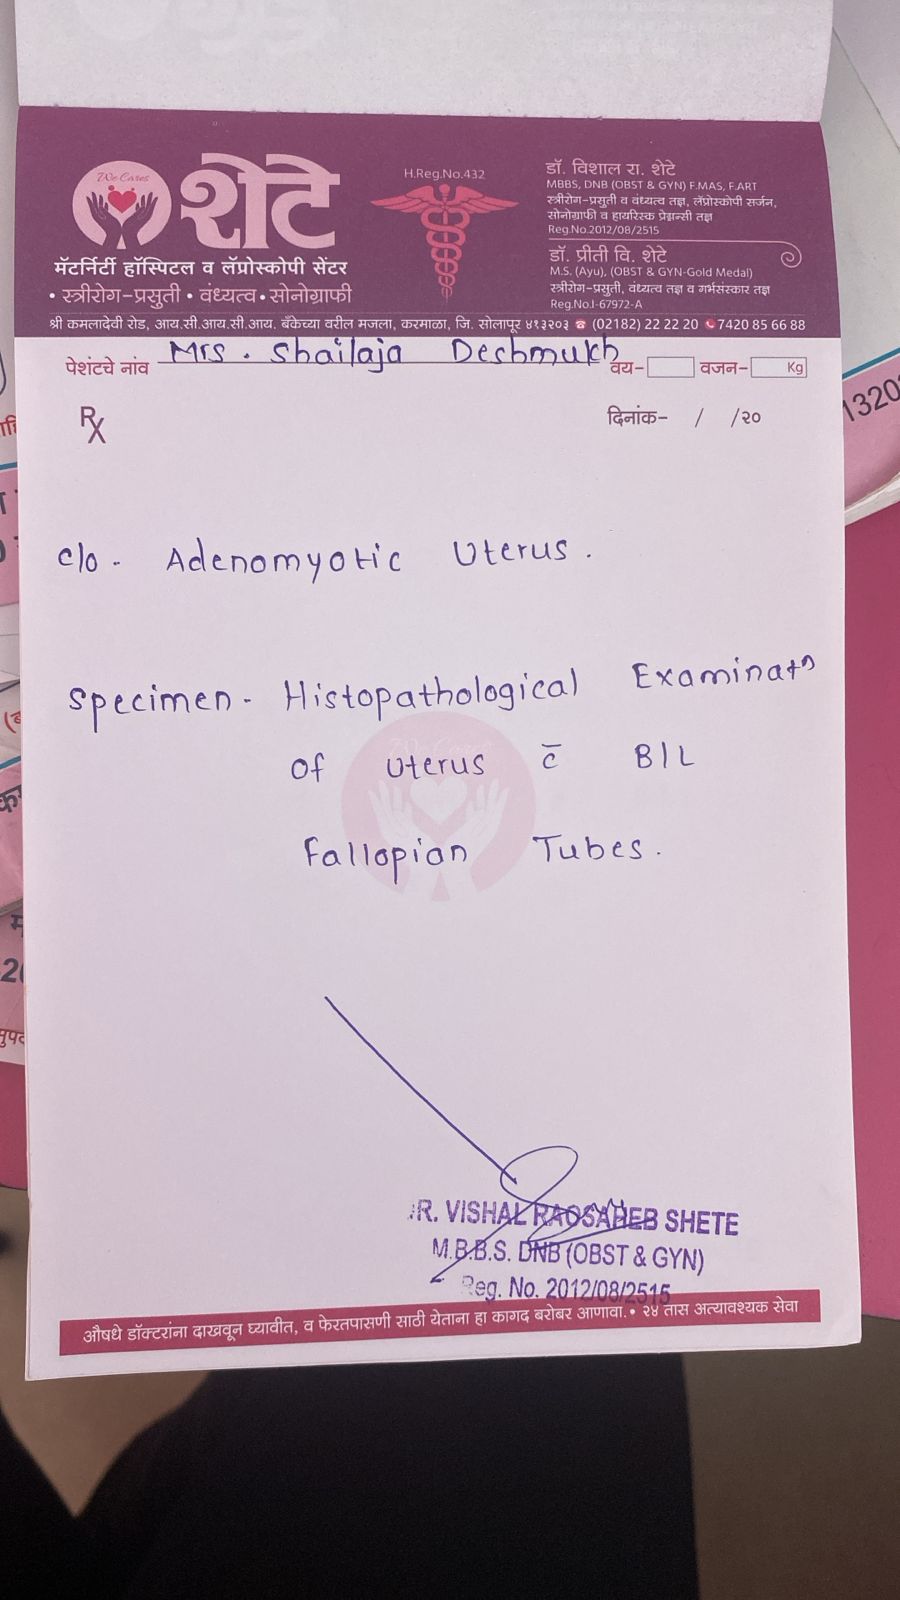 We Cares
शेटे
मॅटर्निटी हॉस्पिटल व लॅप्रोस्कोपी सेंटर
• स्त्रीरोग-प्रसुती • वंध्यत्व • सोनोग्राफी
H.Reg.No.432
डॉ. विशाल रा. शेटे
MBBS, DNB (OBST & GYN) F.MAS, F.ART
स्त्रीरोग-प्रसुती व वंध्यत्व तज्ञ, लॅप्रोस्कोपी सर्जन,
सोनोग्राफी व हायरिस्क प्रेग्नन्सी तज्ञ
Reg.No.2012/08/2515
डॉ. प्रीती वि. शेटे
M.S. (Ayu), (OBST & GYN-Gold Medal)
स्त्रीरोग-प्रसुती, वंध्यत्व तज्ञ व गर्भसंस्कार तज्ञ
Reg.No.I-67972-A
श्री कमलादेवी रोड, आय.सी.आय.सी.आय. बँकेच्या वरील मजला, करमाळा, जि. सोलापूर ४१३२०३ ☎ (02182) 22 22 20 📞7420 85 66 88
पेशंटचे नांव Mrs. Shailaja Deshmukh वय- वजन- Kg
Rx दिनांक- / /२०
c/o - Adenomyotic Uterus.
Specimen - Histopathological Examinatn
Of Uterus c̄ B/L
Fallopian Tubes.
We Cares
R. VISHAL RAOSAHEB SHETE
M.B.B.S. DNB (OBST & GYN)
Reg. No. 2012/08/2515
औषधे डॉक्टरांना दाखवून घ्यावीत, व फेरतपासणी साठी येताना हा कागद बरोबर आणावा. • २४ तास अत्यावश्यक सेवा
1320